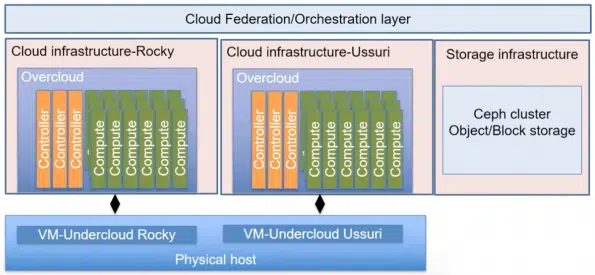 Cloud Federation/Orchestration layer
Cloud infrastructure-Rocky
Overcloud
Controller
Controller
Controller
Compute
Compute
Compute
Compute
Compute
Compute
Cloud infrastructure-Ussuri
Overcloud
Controller
Controller
Controller
Compute
Compute
Compute
Compute
Compute
Compute
Storage infrastructure
Ceph cluster
Object/Block storage
VM-Undercloud Rocky
VM-Undercloud Ussuri
Physical host